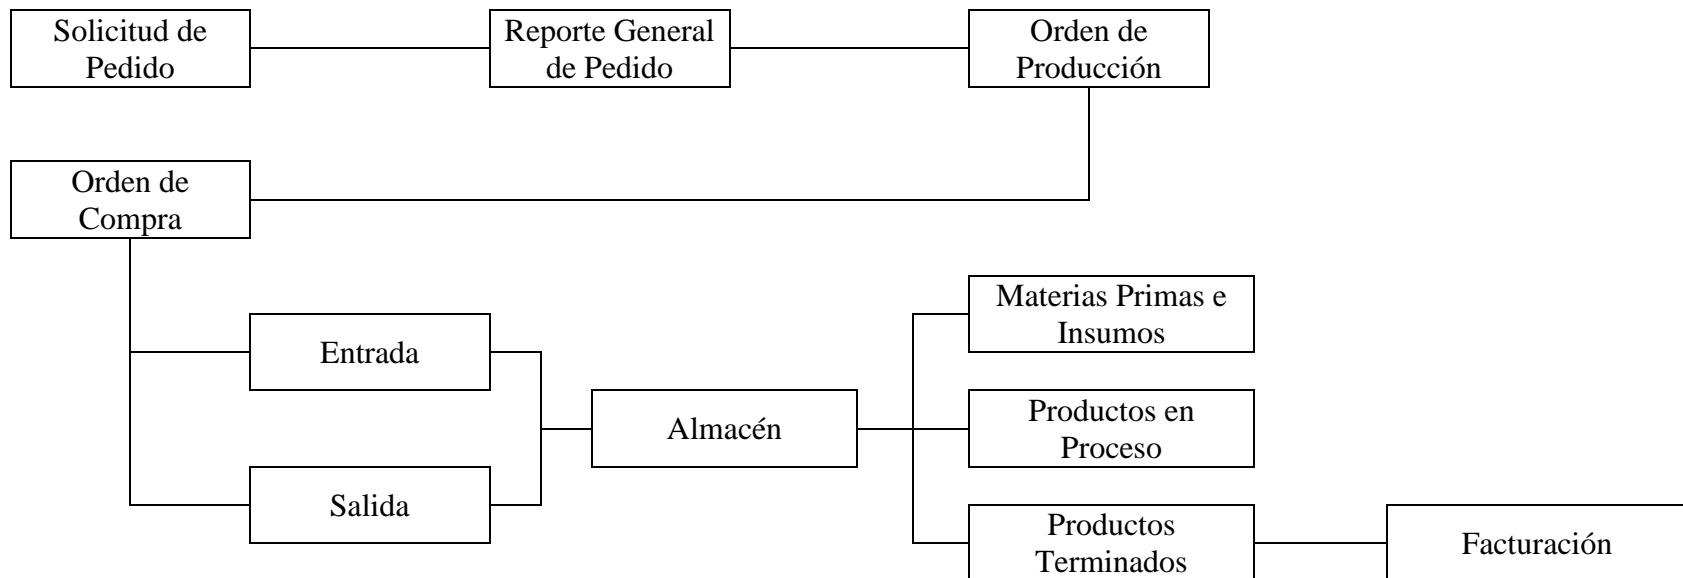 Solicitud de
Pedido
Reporte General
de Pedido
Orden de
Producción
Orden de
Compra
Entrada
Salida
Almacén
Materias Primas e
Insumos
Productos en
Proceso
Productos
Terminados
Facturación